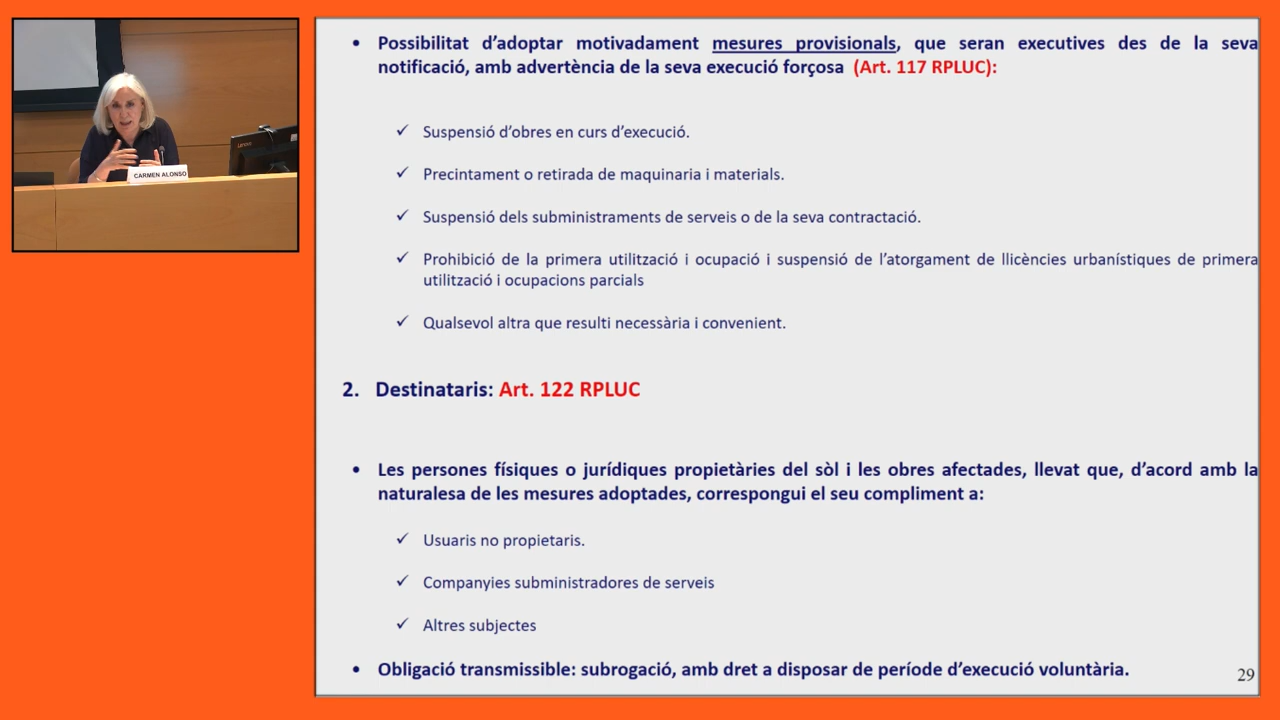 Lenovo
CARMEN ALONSO
• Possibilitat d'adoptar motivadament mesures provisionals, que seran executives des de la seva
notificació, amb advertència de la seva execució forçosa (Art. 117 RPLUC):
✓ Suspensió d'obres en curs d'execució.
✓ Precintament o retirada de maquinaria i materials.
✓ Suspensió dels subministraments de serveis o de la seva contractació.
✓ Prohibició de la primera utilització i ocupació i suspensió de l'atorgament de llicències urbanístiques de primera
utilització i ocupacions parcials
✓ Qualsevol altra que resulti necessària i convenient.
2. Destinataris: Art. 122 RPLUC
• Les persones físiques o jurídiques propietàries del sòl i les obres afectades, llevat que, d'acord amb la
naturalesa de les mesures adoptades, correspongui el seu compliment a:
✓ Usuaris no propietaris.
✓ Companyies subministradores de serveis
✓ Altres subjectes
• Obligació transmissible: subrogació, amb dret a disposar de període d'execució voluntària.
29